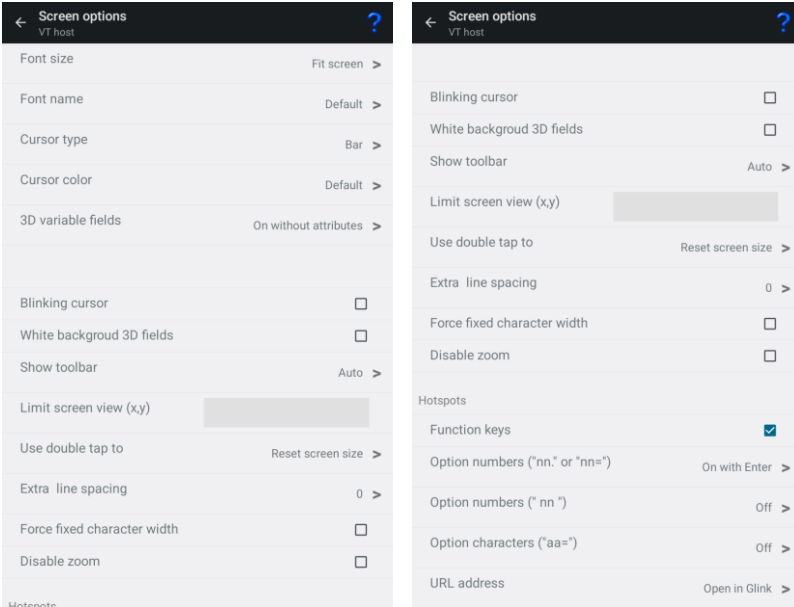 Screen options
VT host
?
Font size
Fit screen >
Font name
Default >
Cursor type
Bar >
Cursor color
Default >
3D variable fields
On without attributes >
Blinking cursor
White backgroud 3D fields
Show toolbar
Auto >
Limit screen view (x,y)
Use double tap to
Reset screen size >
Extra  line spacing
0 >
Force fixed character width
Disable zoom
Hotspots
Screen options
VT host
?
Blinking cursor
White backgroud 3D fields
Show toolbar
Auto >
Limit screen view (x,y)
Use double tap to
Reset screen size >
Extra  line spacing
0 >
Force fixed character width
Disable zoom
Hotspots
Function keys
Option numbers ("nn." or "nn=")
On with Enter >
Option numbers (" nn ")
Off >
Option characters ("aa=")
Off >
URL address
Open in Glink >